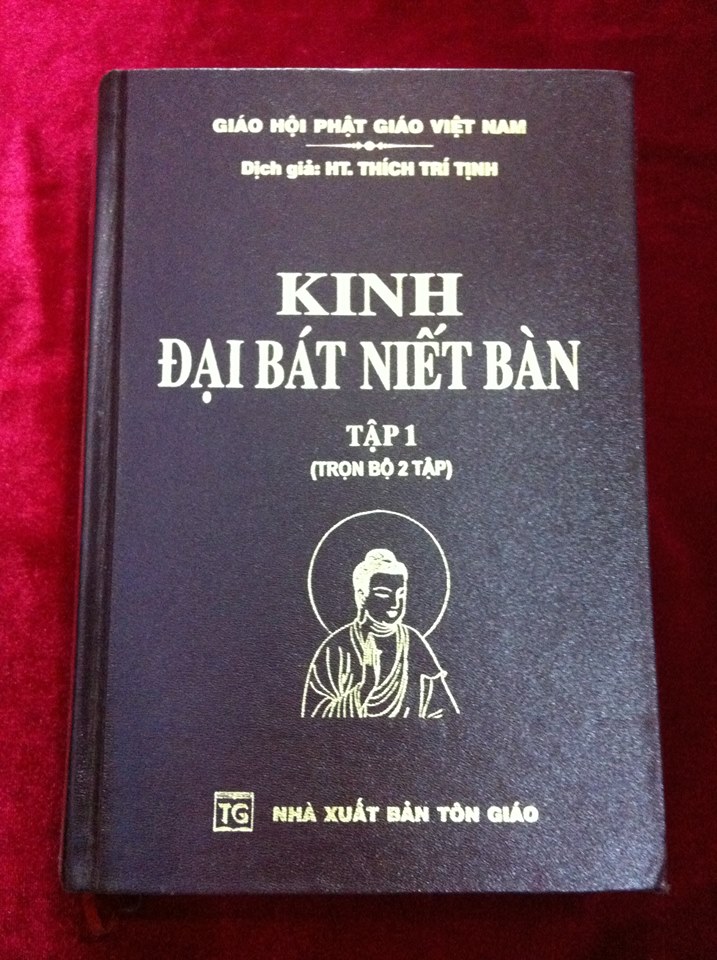 GIÁO HỘI PHẬT GIÁO VIỆT NAM
Dịch giả: HT. THÍCH TRÍ TỊNH
KINH
ĐẠI BÁT NIẾT BÀN
TẬP 1
(TRỌN BỘ 2 TẬP)
TG NHÀ XUẤT BẢN TÔN GIÁO